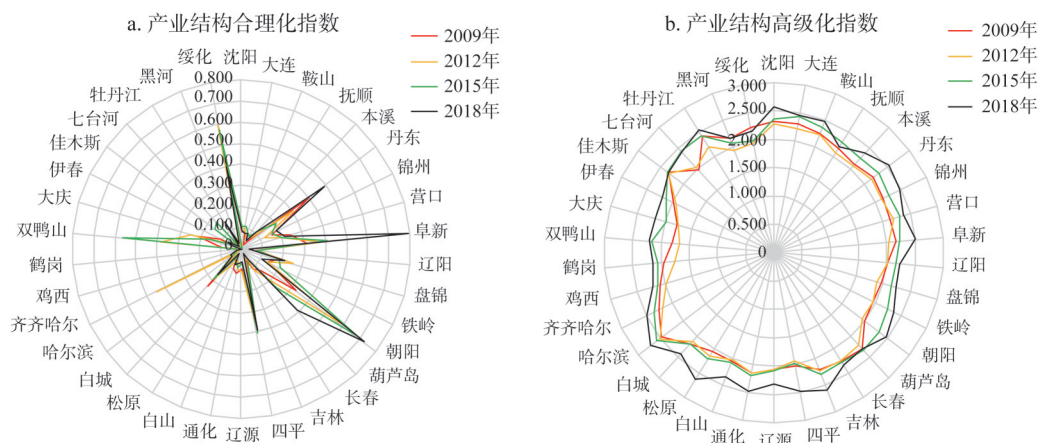 a. 产业结构合理化指数
2009年
2012年
2015年
2018年
沈阳
大连
鞍山
抚顺
本溪
丹东
锦州
营口
阜新
辽阳
盘锦
铁岭
朝阳
葫芦岛
长春
吉林
四平
辽源
通化
白山
松原
白城
哈尔滨
齐齐哈尔
鸡西
鹤岗
双鸭山
大庆
伊春
佳木斯
七台河
牡丹江
黑河
绥化
0.800
0.700
0.600
0.500
0.400
0.300
0.200
0.100
0
b. 产业结构高级化指数
2009年
2012年
2015年
2018年
沈阳
大连
鞍山
抚顺
本溪
丹东
锦州
营口
阜新
辽阳
盘锦
铁岭
朝阳
葫芦岛
长春
吉林
四平
辽源
通化
白山
松原
白城
哈尔滨
齐齐哈尔
鸡西
鹤岗
双鸭山
大庆
伊春
佳木斯
七台河
牡丹江
黑河
绥化
3.000
2.500
2.000
1.500
1.000
0.500
0